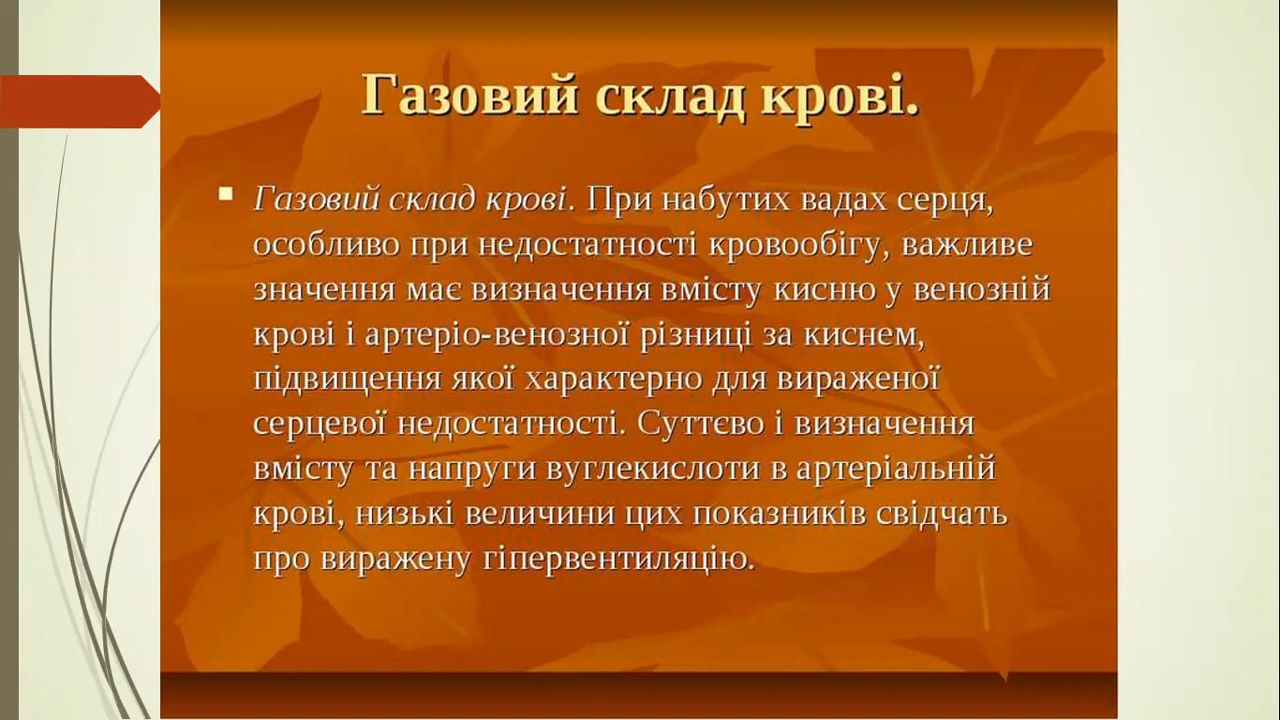 Газовий склад крові.
Газовий склад крові. При набутих вадах серця,
особливо при недостатності кровообігу, важливе
значення має визначення вмісту кисню у венозній
крові і артеріо-венозної різниці за киснем,
підвищення якої характерно для вираженої
серцевої недостатності. Суттєво і визначення
вмісту та напруги вуглекислоти в артеріальній
крові, низькі величини цих показників свідчать
про виражену гіпервентиляцію.